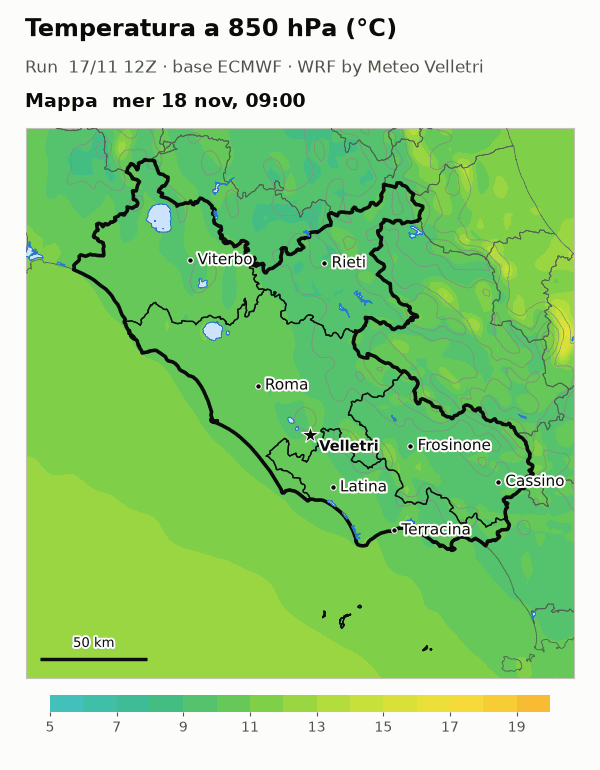 Temperatura a 850 hPa (°C)
Run  17/11 12Z · base ECMWF · WRF by Meteo Velletri
Mappa  mer 18 nov, 09:00
Viterbo
Rieti
Roma
Velletri
Frosinone
Latina
Cassino
Terracina
50 km
5 7 9 11 13 15 17 19